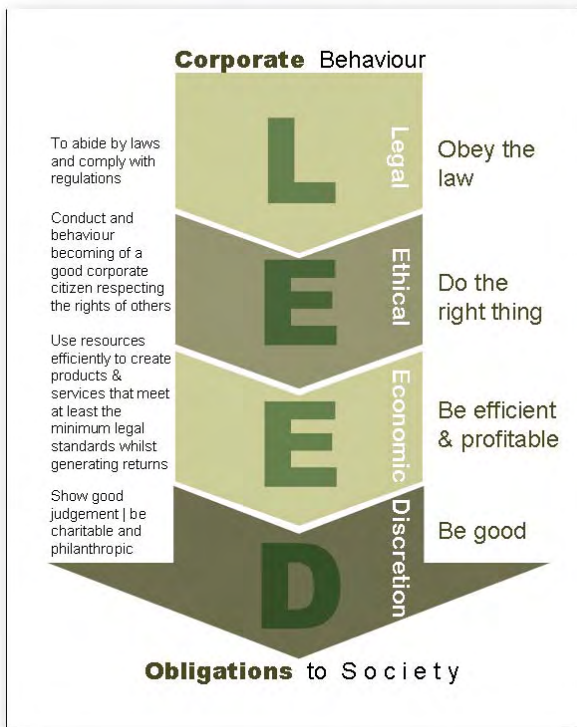 Corporate Behaviour
To abide by laws
and comply with
regulations
L
Legal
Obey the
law
Conduct and
behaviour
becoming of a
good corporate
citizen respecting
the rights of others
E
Ethical
Do the
right thing
Use resources
efficiently to create
products &
services that meet
at least the
minimum legal
standards whilst
generating returns
E
Economic
Be efficient
& profitable
Show good
judgement | be
charitable and
philanthropic
D
Discretion
Be good
Obligations to Society